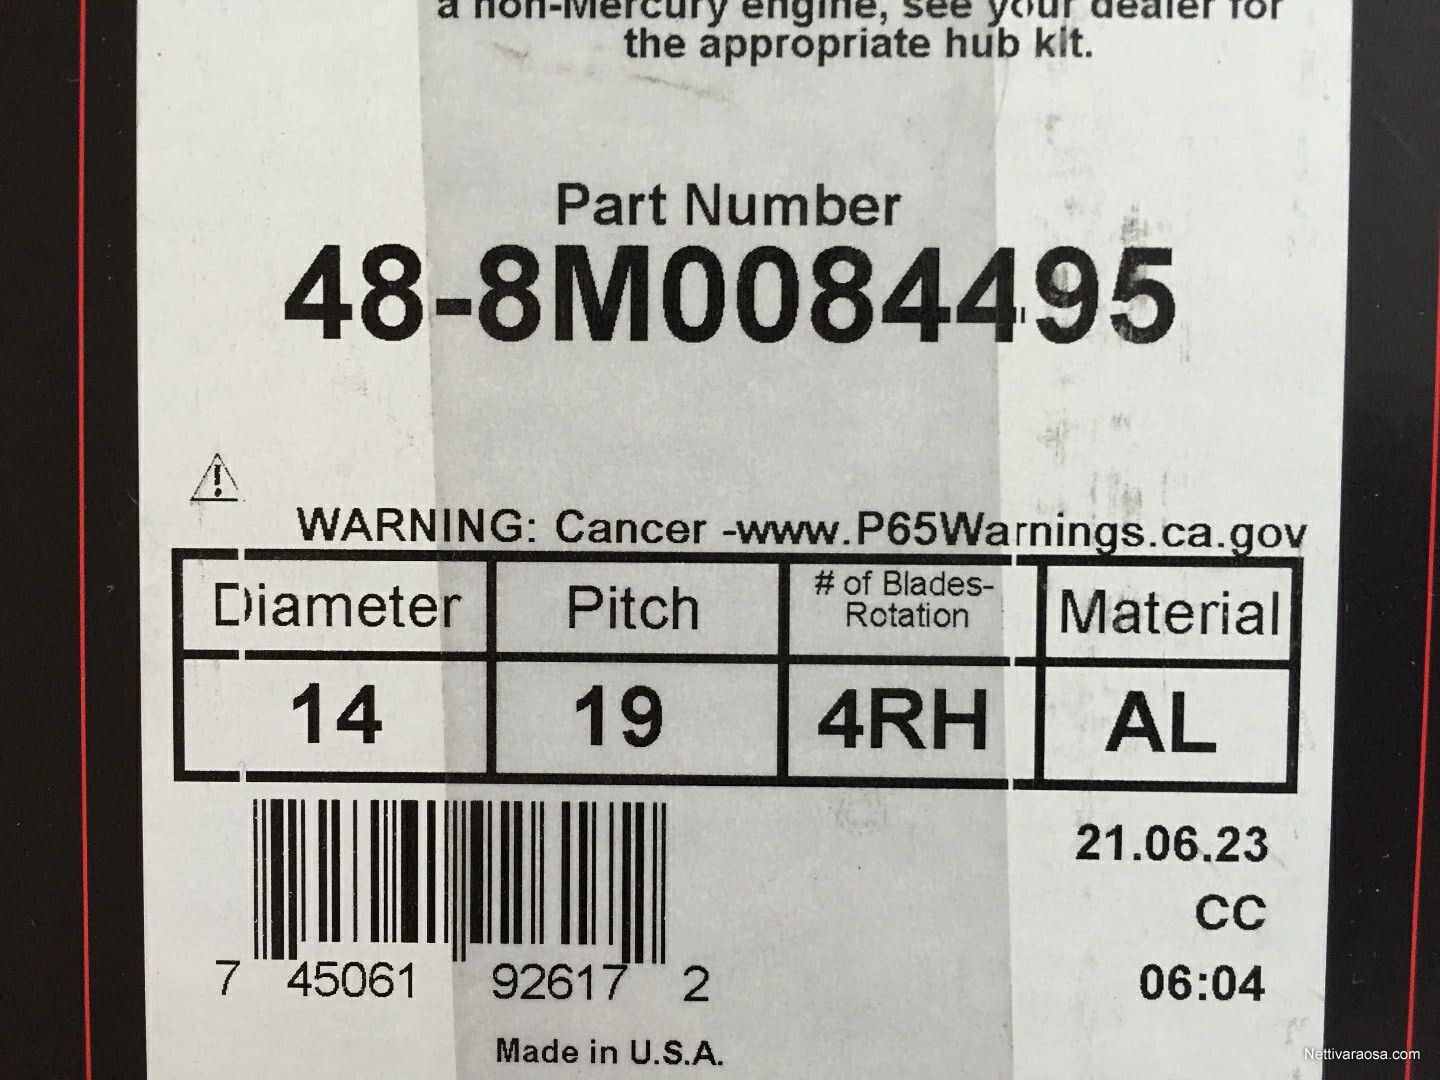 a non-Mercury engine, see your dealer for
the appropriate hub kit.
Part Number
48-8M0084495
WARNING: Cancer -www.P65Warnings.ca.gov
Diameter Pitch # of Blades- Material
Rotation
14 19 4RH AL
21.06.23
CC
06:04
7 45061 92617 2
Made in U.S.A.
Nettivaraosa.com